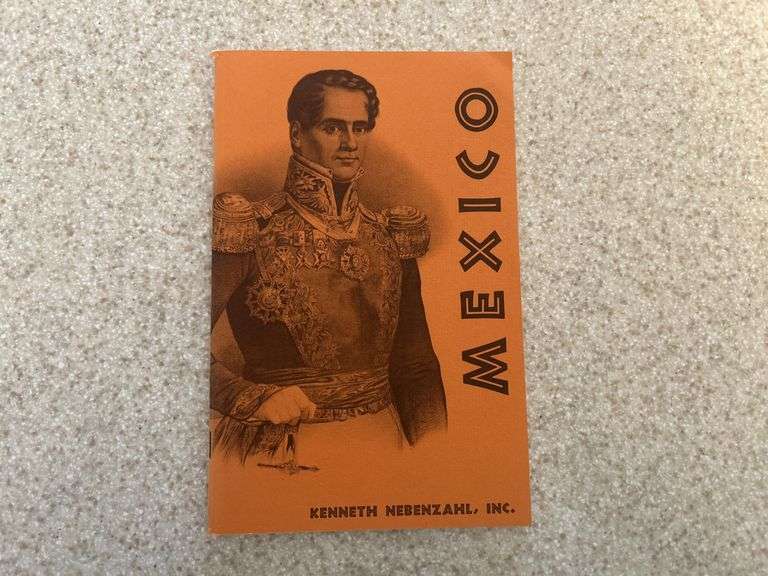 MEXICO
KENNETH NEBENZAHL, INC.